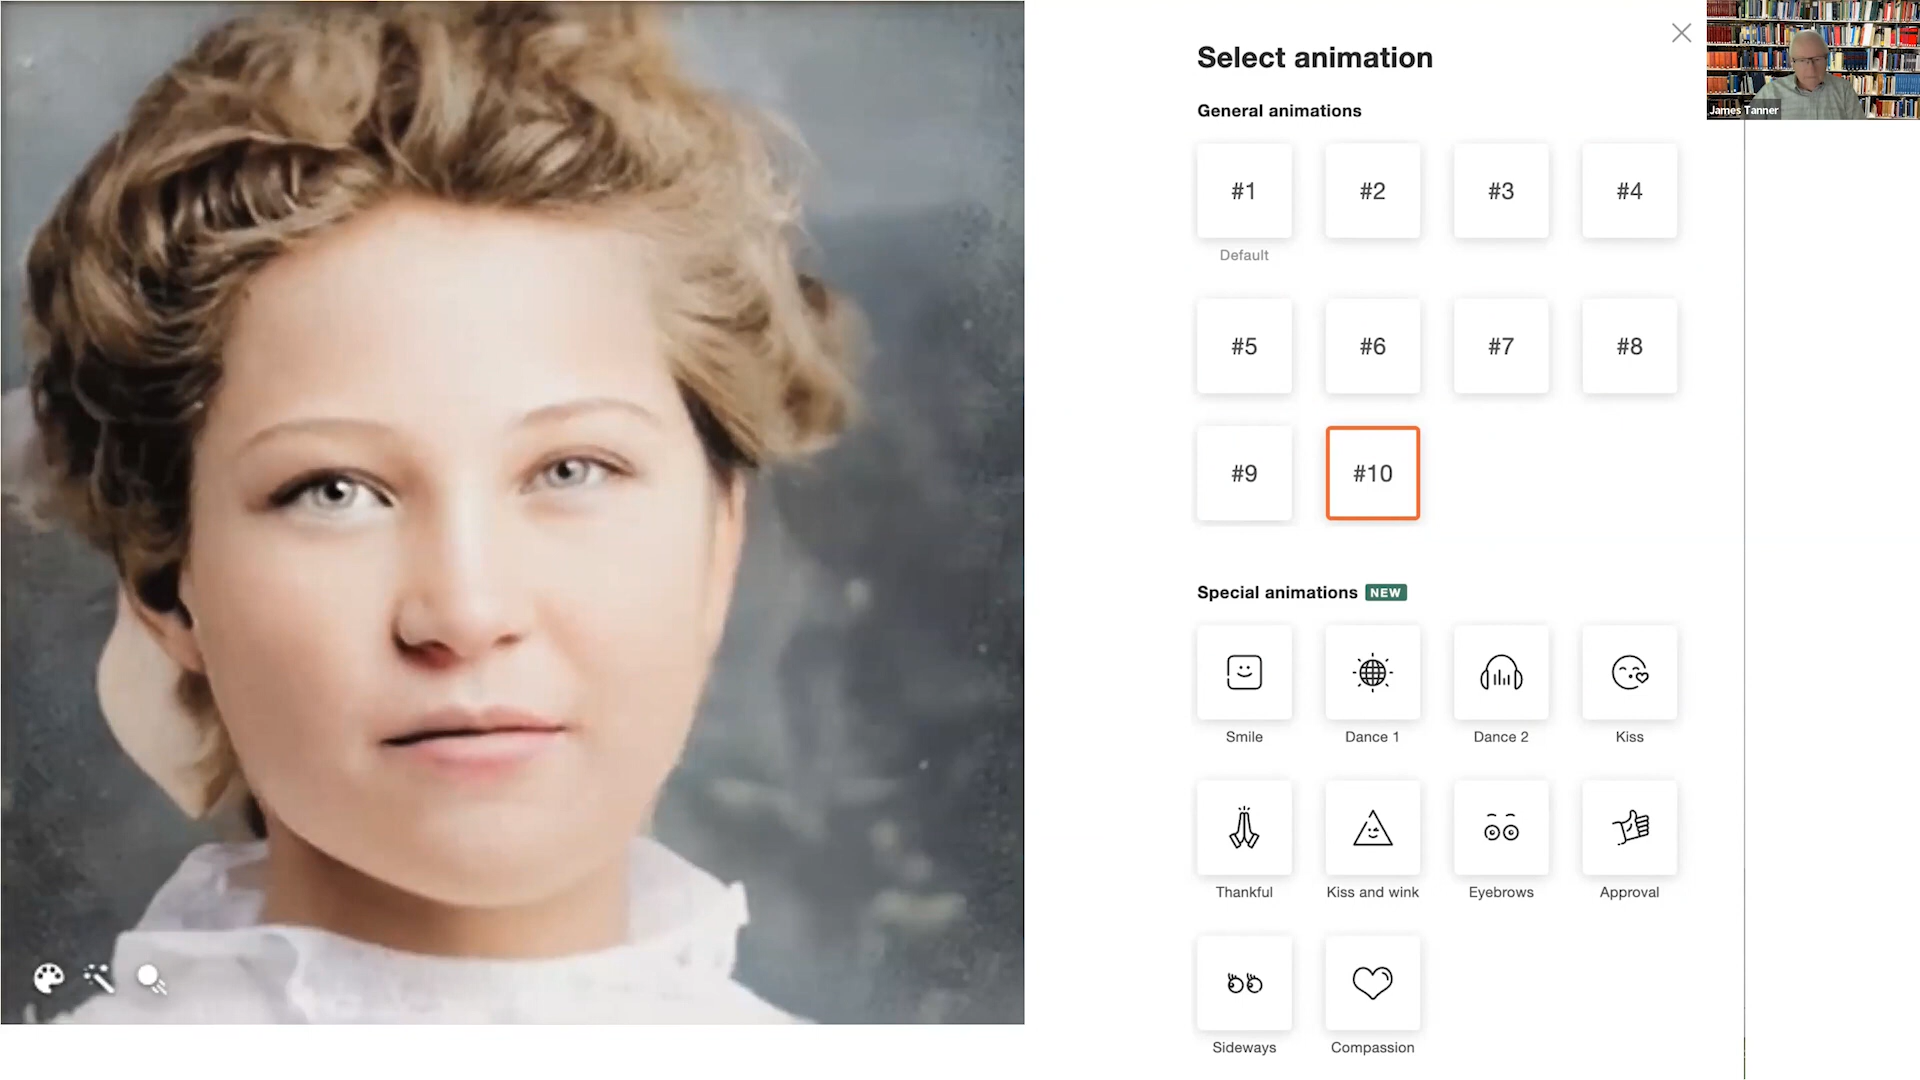 Select animation
James Tanner
General animations
#1
#2
#3
#4
Default
#5
#6
#7
#8
#9
#10
Special animations NEW
Smile
Dance 1
Dance 2
Kiss
Thankful
Kiss and wink
Eyebrows
Approval
Sideways
Compassion